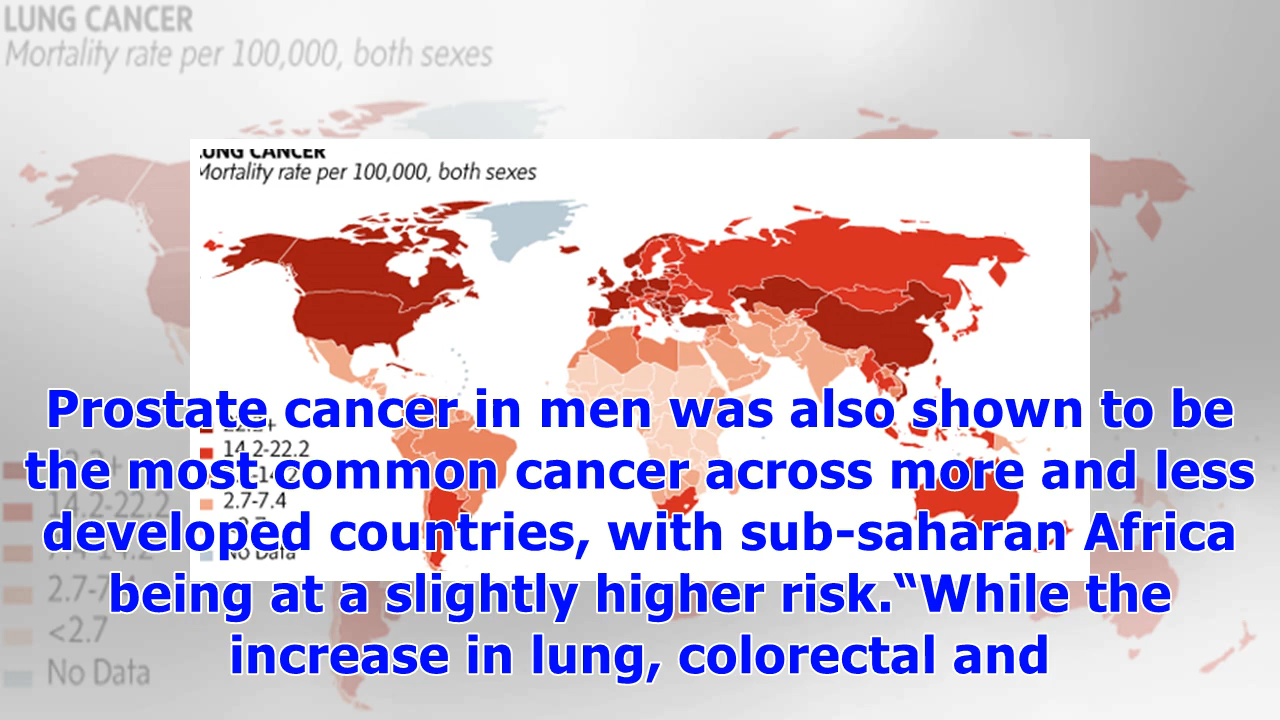 LUNG CANCER
Mortality rate per 100,000, both sexes
LUNG CANCER
Mortality rate per 100,000, both sexes
14.2-22.2
2.7-7.4
No Data
14.2-22.2
<2.7
No Data
Prostate cancer in men was also shown to be
the most common cancer across more and less
developed countries, with sub-saharan Africa
being at a slightly higher risk.“While the
increase in lung, colorectal and